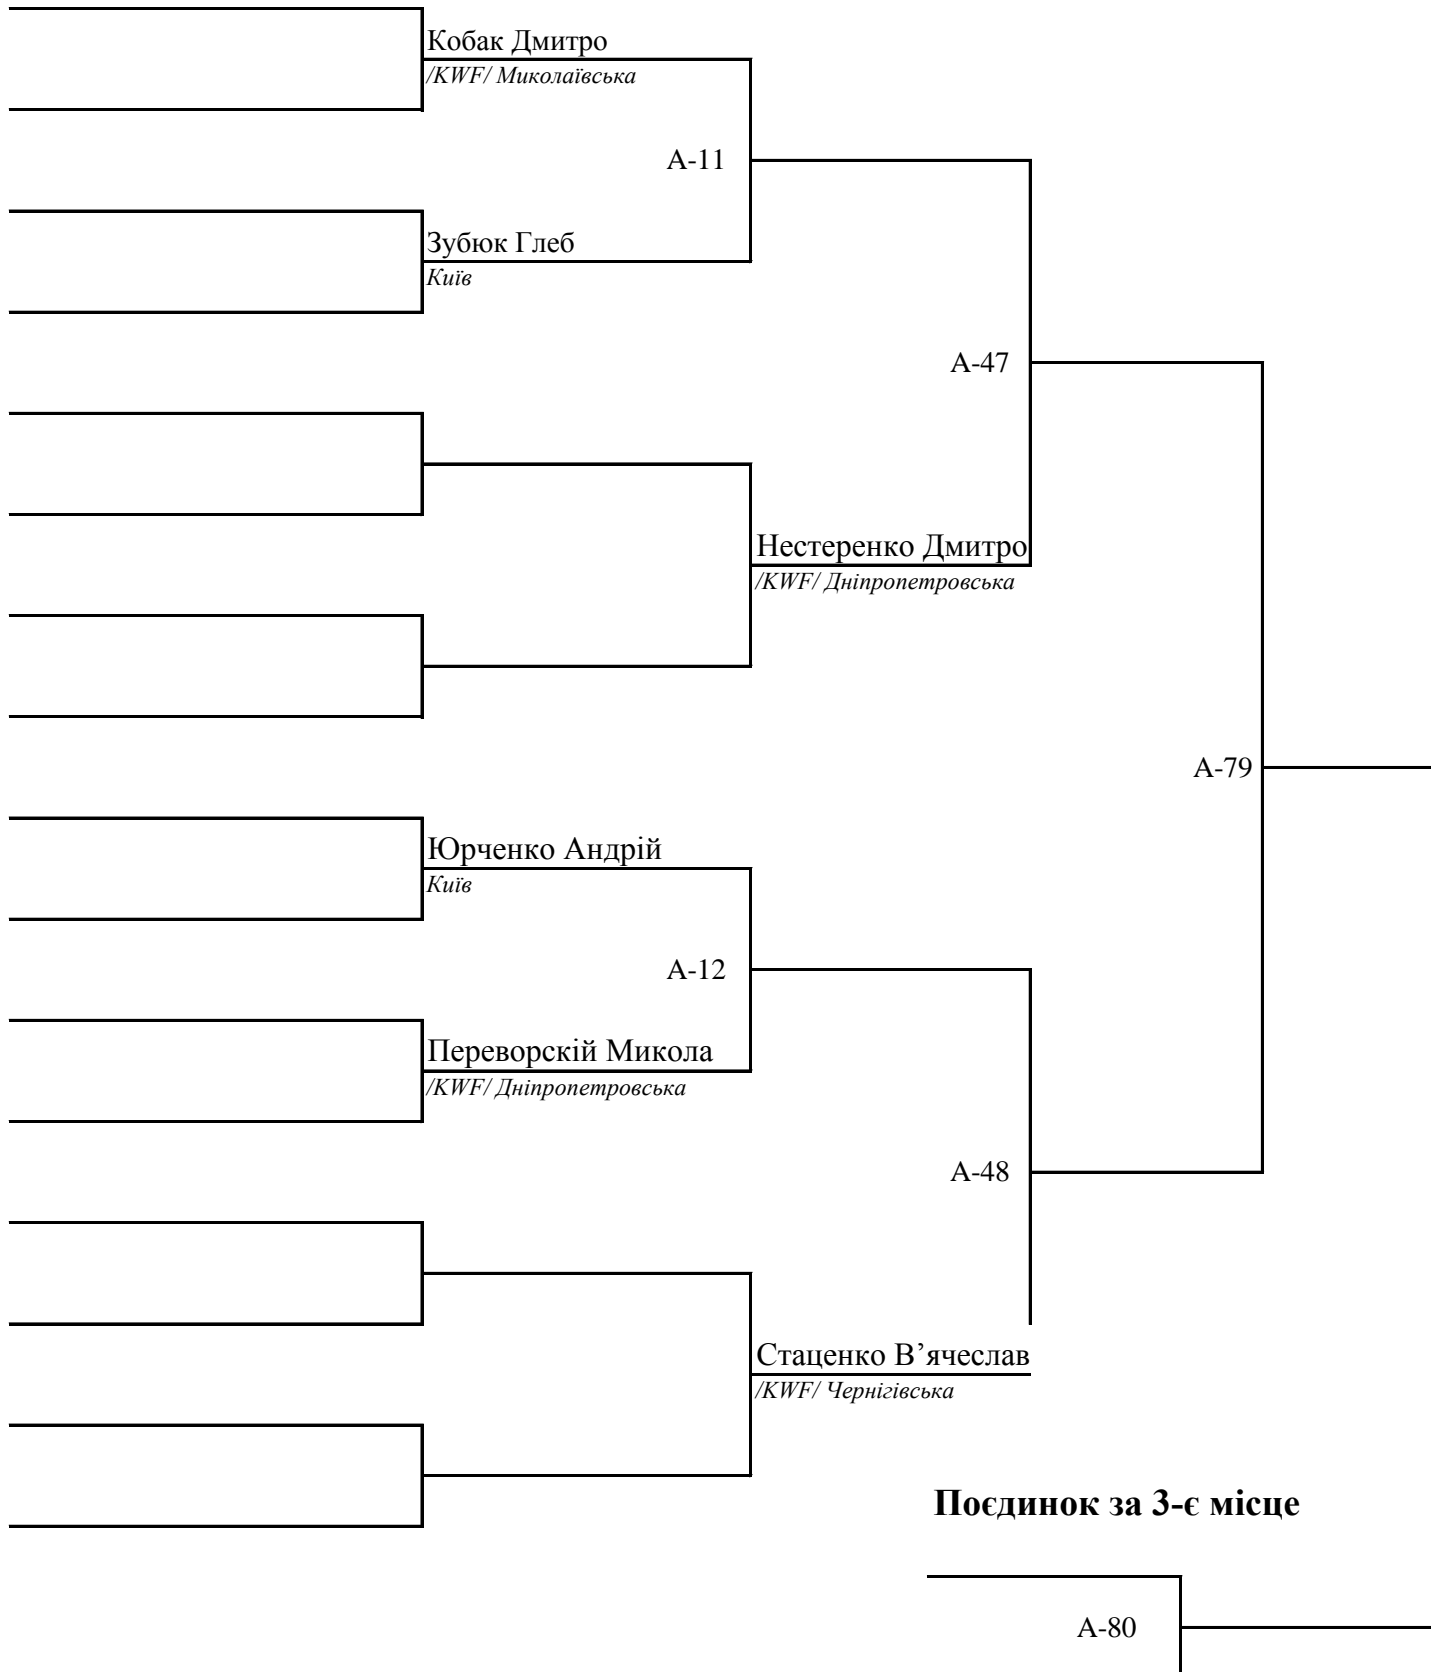 Кобак Дмитро
/KWF/ Миколаївська
А-11
Зубюк Глеб
Київ
А-47
Нестеренко Дмитро
/KWF/ Дніпропетровська
А-79
Юрченко Андрій
Київ
А-12
Переворскій Микола
/KWF/ Дніпропетровська
А-48
Стаценко В’ячеслав
/KWF/ Чернігівська
Поєдинок за 3-є місце
А-80